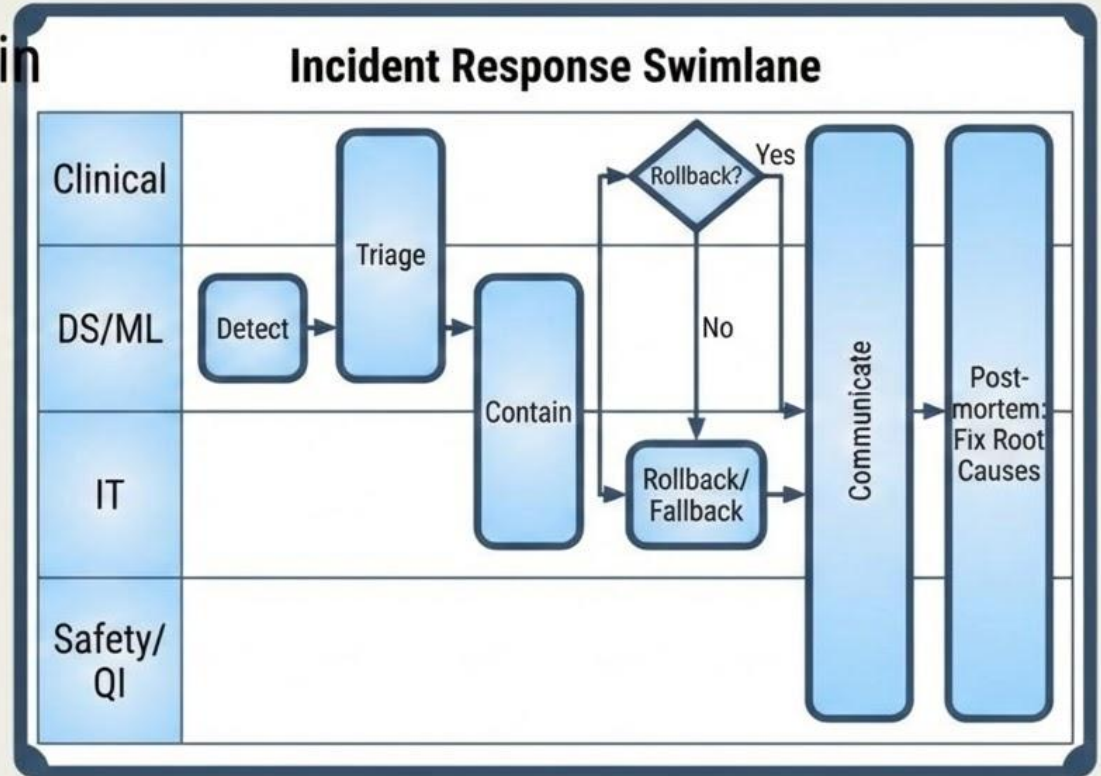 in
Incident Response Swimlane
Clinical
DS/ML
IT
Safety/
QI
Detect
Triage
Contain
Rollback?
Yes
No
Rollback/
Fallback
Communicate
Post-
mortem:
Fix Root
Causes